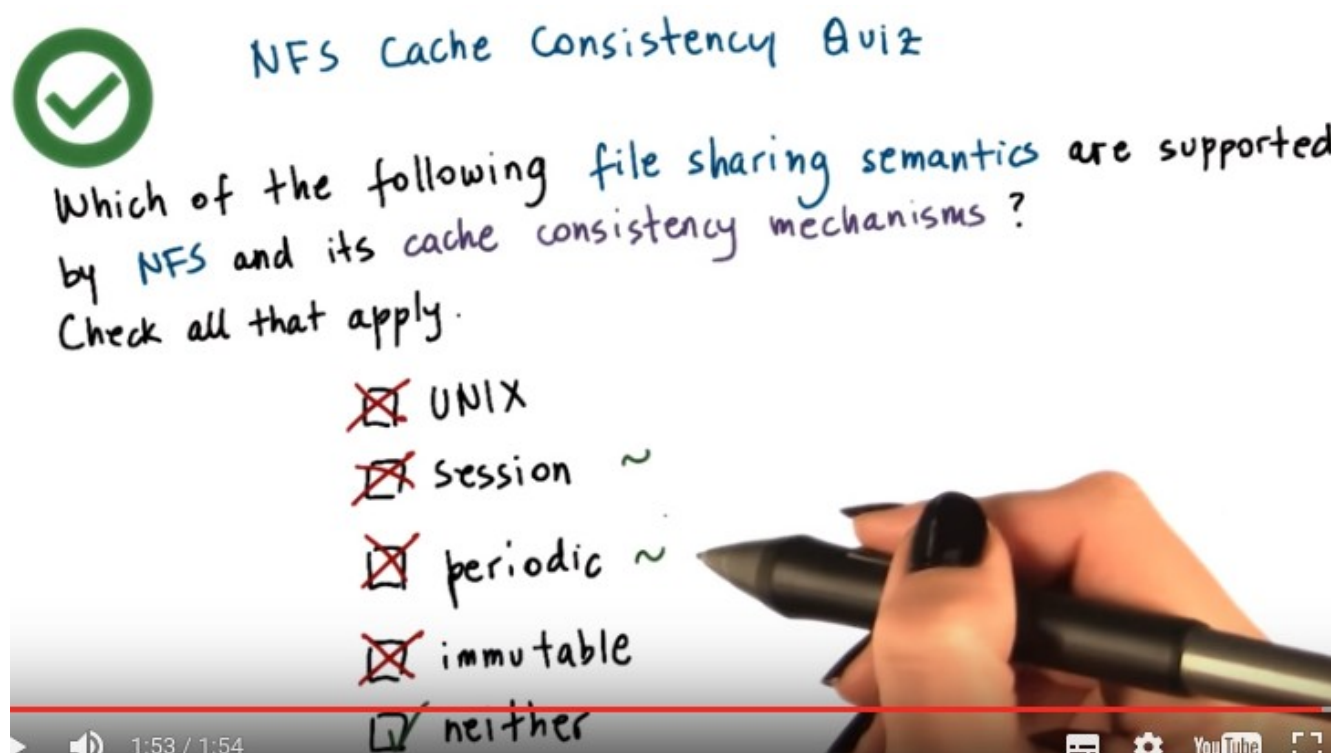 NFS Cache Consistency Quiz
Which of the following file sharing semantics are supported
by NFS and its cache consistency mechanisms?
Check all that apply.
UNIX
session ~
periodic ~
immutable
neither
1:53 / 1:54
YouTube